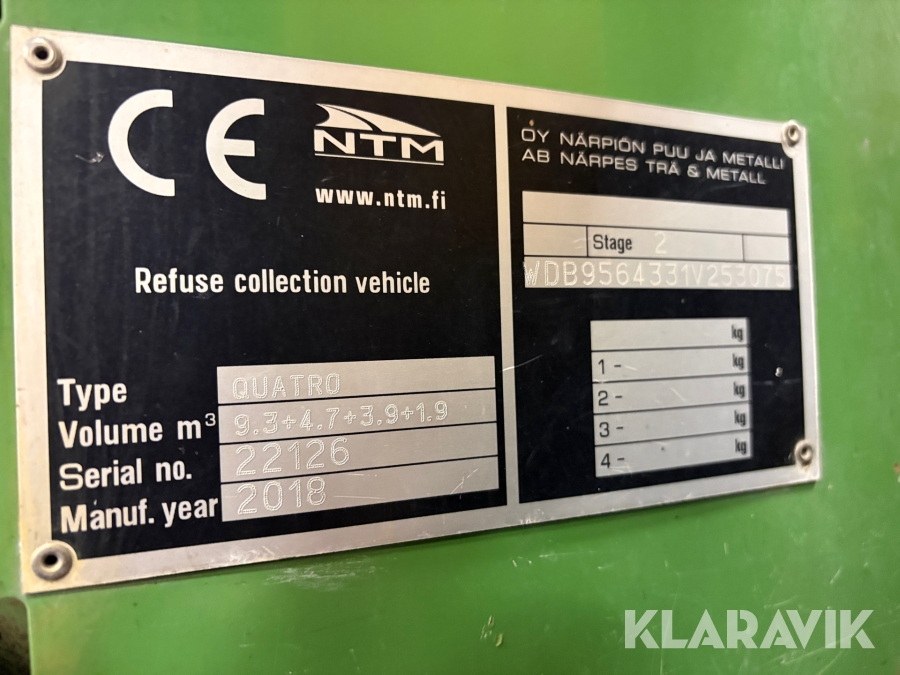 CE
NTM
www.ntm.fi
Refuse collection vehicle
Type QUATRO
Volume m³ 9.3+4.7+3.9+1.9
Serial no. 22126
Manuf. year 2018
OY NÄRPIÖN PUU JA METALLI
AB NÄRPES TRÄ & METALL
Stage 2
WDB9564331V253075
kg
1 - kg
2 - kg
3 - kg
4 - kg
KLARAVIK